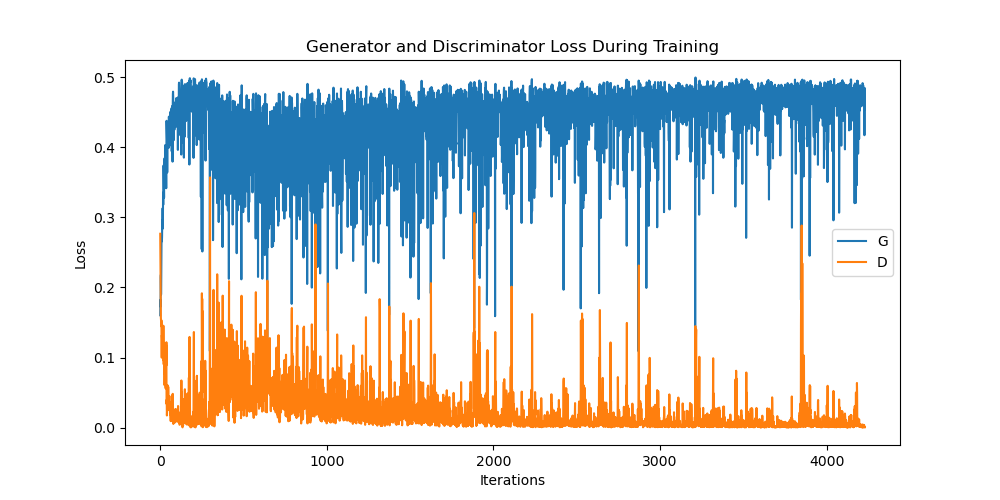 Generator and Discriminator Loss During Training
0.5
0.4
0.3
0.2
0.1
0.0
Loss
G
D
0 1000 2000 3000 4000
Iterations